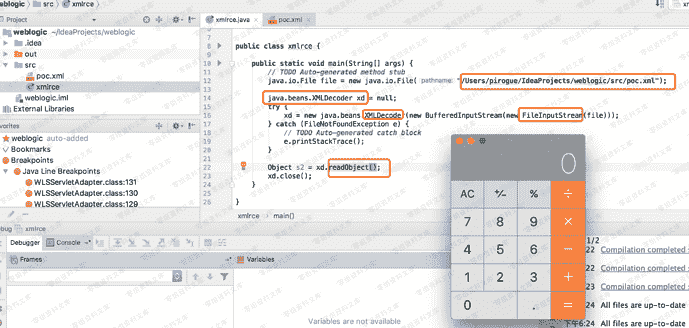 Project
xmlrce.java
poc.xml
weblogic ~/IdeaProjects/weblogic
.idea
out
src
poc.xml
xmlrce
weblogic.iml
External Libraries
Favorites
weblogic auto-added
Bookmarks
Breakpoints
Java Line Breakpoints
WLSServletAdapter.class:131
WLSServletAdapter.class:130
WLSServletAdapter.class:129
8 public class xmlrce {
public static void main(String[] args) {
// TODO Auto-generated method stub
java.io.File file = new java.io.File( pathname: "/Users/pirogue/IdeaProjects/weblogic/src/poc.xml");
java.beans.XMLDecoder xd = null;
try {
xd = new java.beans.XMLDecoder(new BufferedInputStream(new FileInputStream(file)));
} catch (FileNotFoundException e) {
// TODO Auto-generated catch block
e.printStackTrace();
}
Object s2 = xd.readObject();
xd.close();
}
}
xmlrce main()
0
AC +/- % ÷
7 8 9 ×
4 5 6 −
1 2 3 +
0 . =
xmlrce
Debugger Console
Frames
Variables
Variables are not available
1/2
22 Compilation completed
22
23 Compilation completed
24 All files are up-to-date
下午6:24 All files are up-to-date